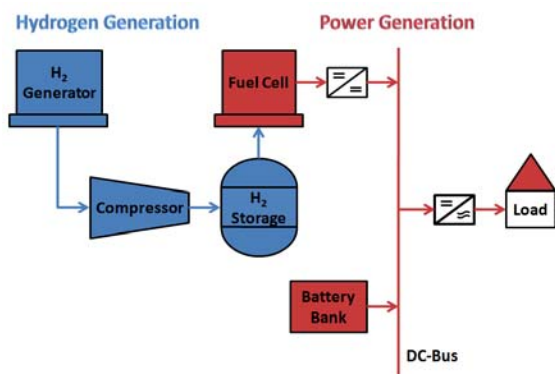 Hydrogen Generation
Power Generation
H₂
Generator
Fuel Cell
Compressor
H₂
Storage
Load
Battery
Bank
DC-Bus